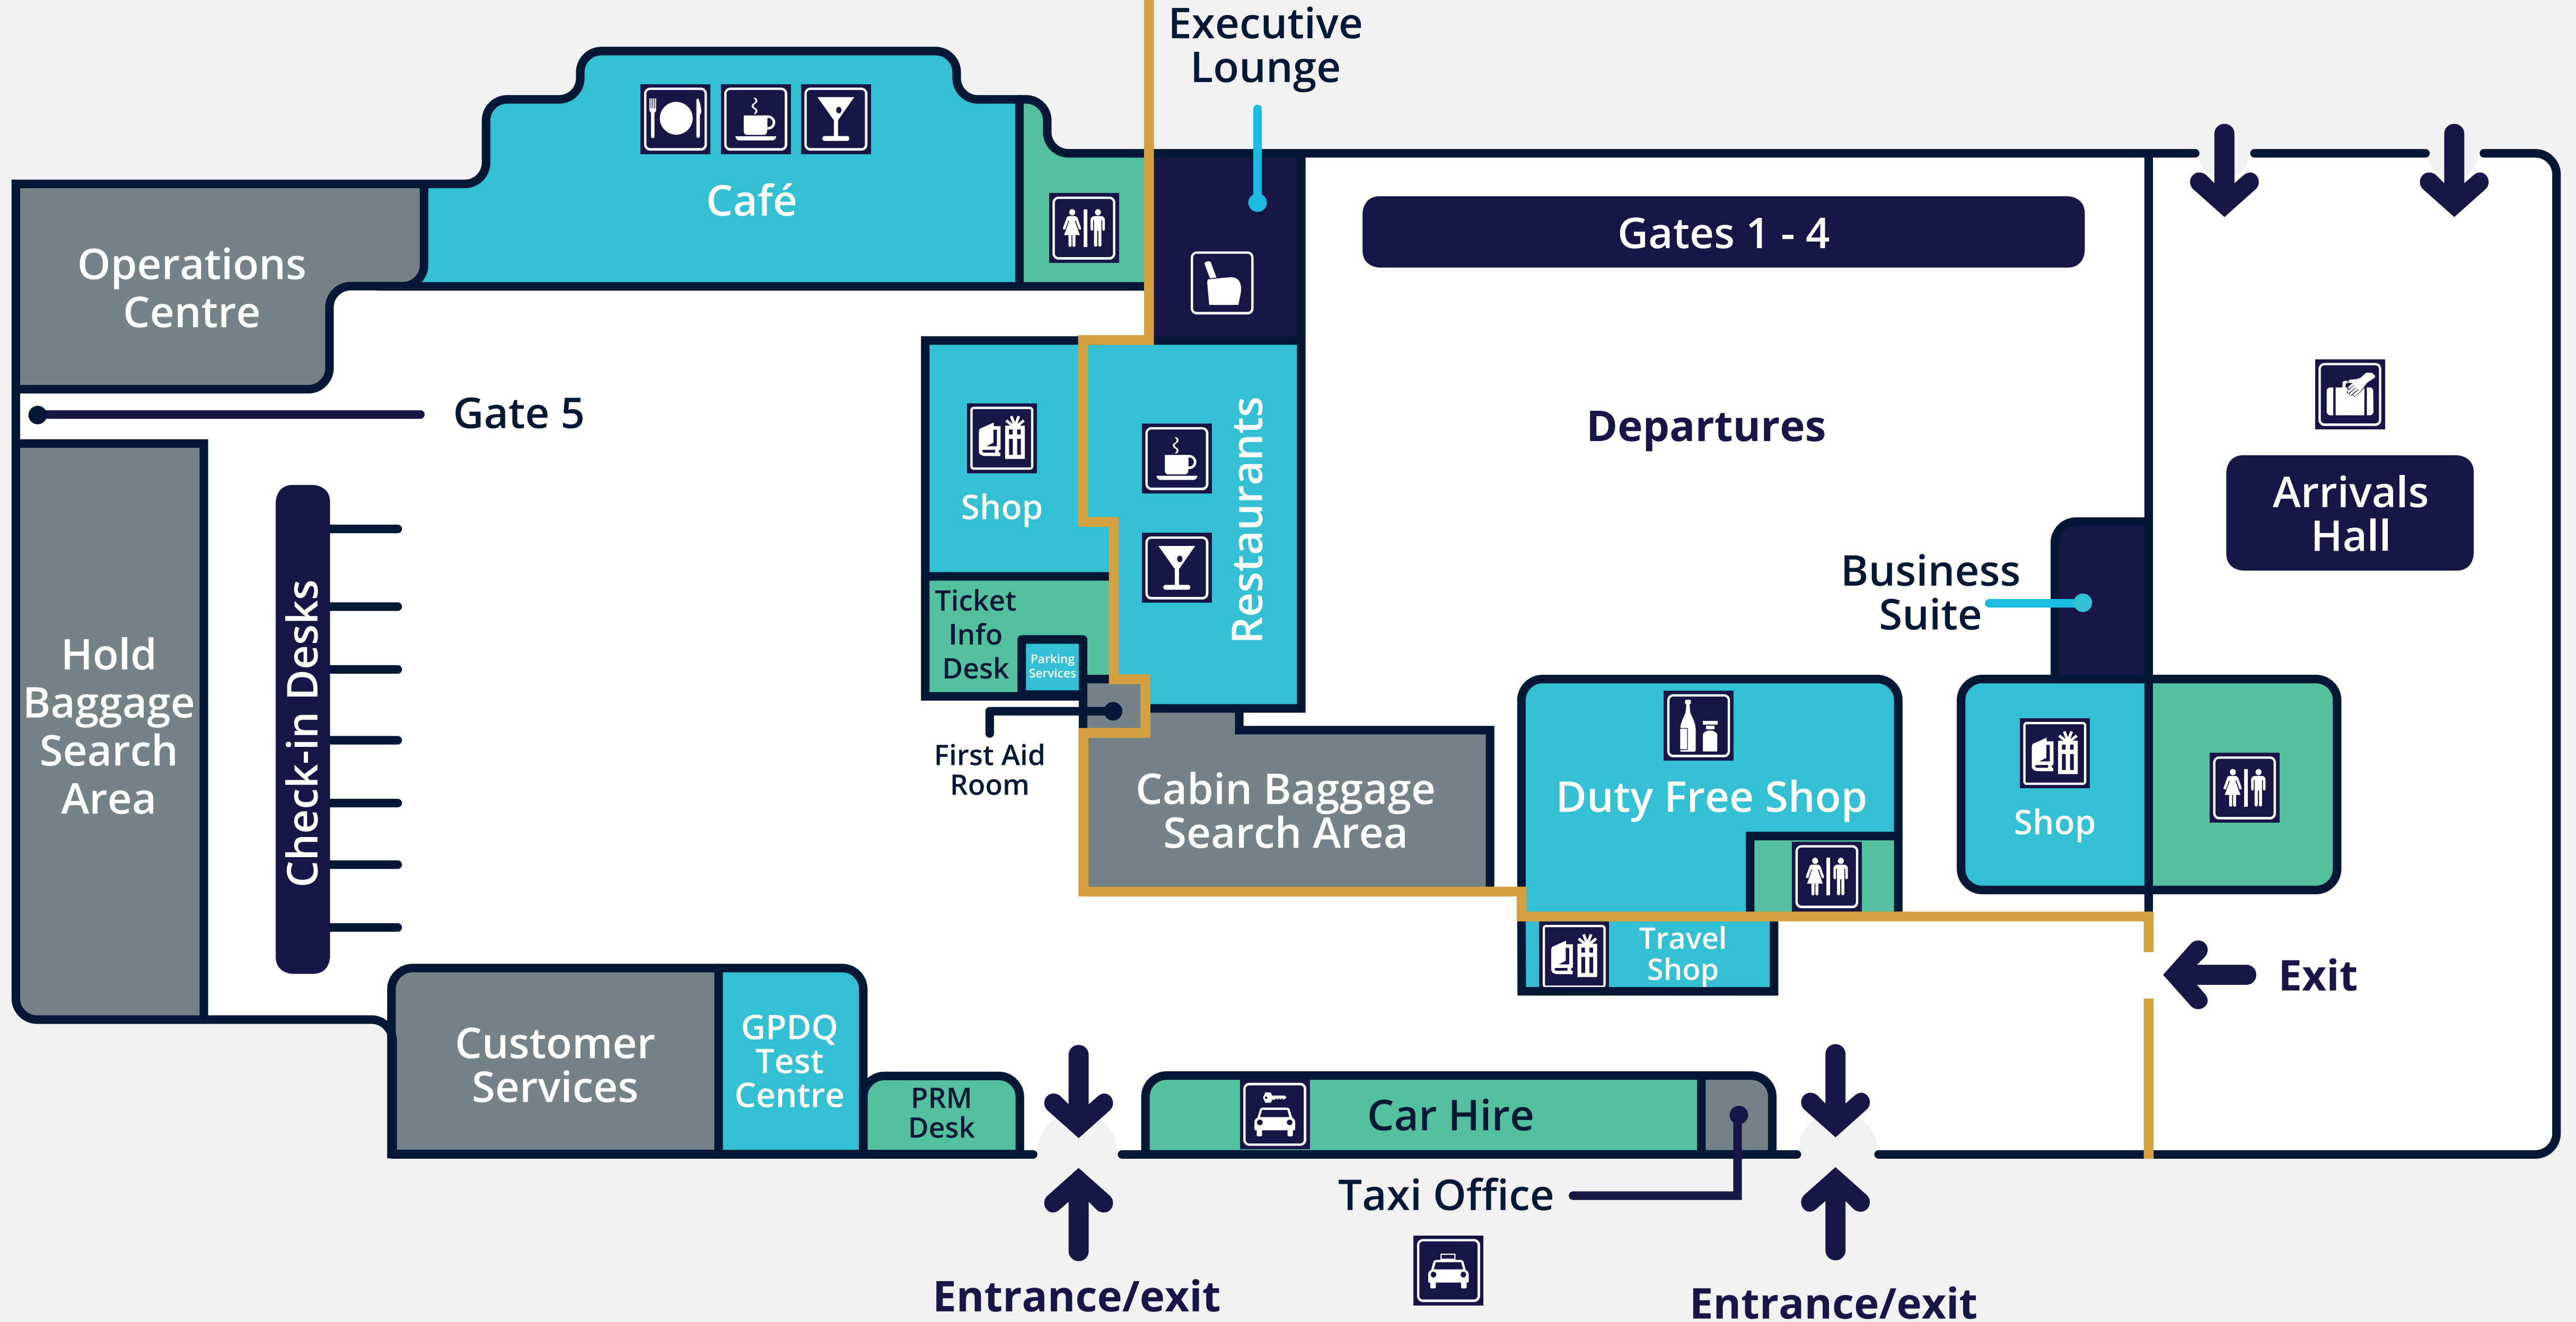 Executive
Lounge
Café
Operations
Centre
Gates 1 - 4
Gate 5
Departures
Shop
Restaurants
Arrivals
Hall
Business
Suite
Ticket
Info
Desk
Parking
Services
Hold
Baggage
Search
Area
Check-in Desks
First Aid
Room
Cabin Baggage
Search Area
Duty Free Shop
Shop
Travel
Shop
Exit
Customer
Services
GPDQ
Test
Centre
PRM
Desk
Car Hire
Taxi Office
Entrance/exit
Entrance/exit